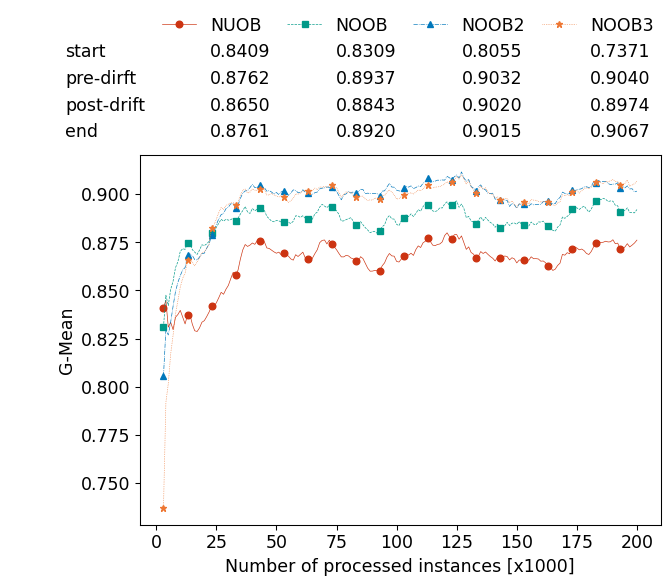 NUOB NOOB NOOB2 NOOB3
start 0.8409 0.8309 0.8055 0.7371
pre-dirft 0.8762 0.8937 0.9032 0.9040
post-drift 0.8650 0.8843 0.9020 0.8974
end 0.8761 0.8920 0.9015 0.9067
0.900
0.875
0.850
0.825
0.800
0.775
0.750
G-Mean
0 25 50 75 100 125 150 175 200
Number of processed instances [x1000]